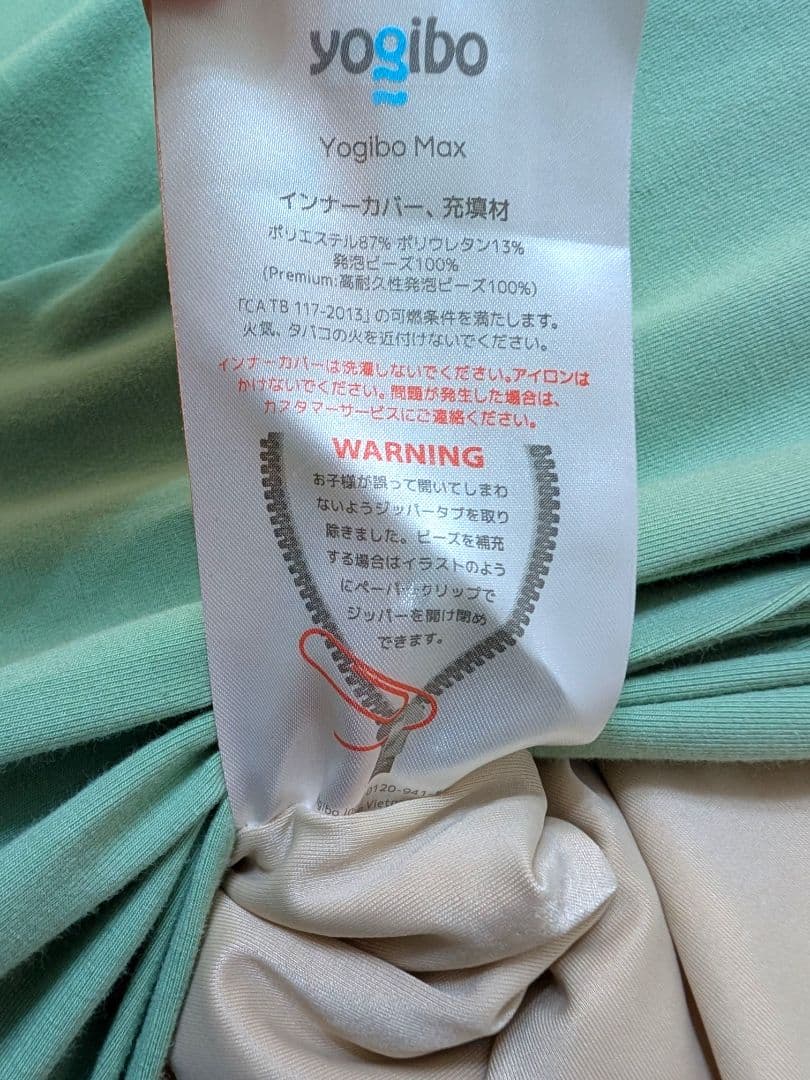 yogibo
Yogibo Max
インナーカバー、充填材
ポリエステル87% ポリウレタン13%
発泡ビーズ100%
(Premium:高耐久性発泡ビーズ100%)
「CA TB 117-2013」の可燃条件を満たします。
火気、タバコの火を近付けないでください。
インナーカバーは洗濯しないでください。アイロンは
かけないでください。問題が発生した場合は、
カスタマーサービスにご連絡ください。
WARNING
お子様が誤って開いてしまわ
ないようジッパータブを取り
除きました。ビーズを補充
する場合はイラストのよう
にペーパークリップで
ジッパーを開け閉め
できます。
0120-941-